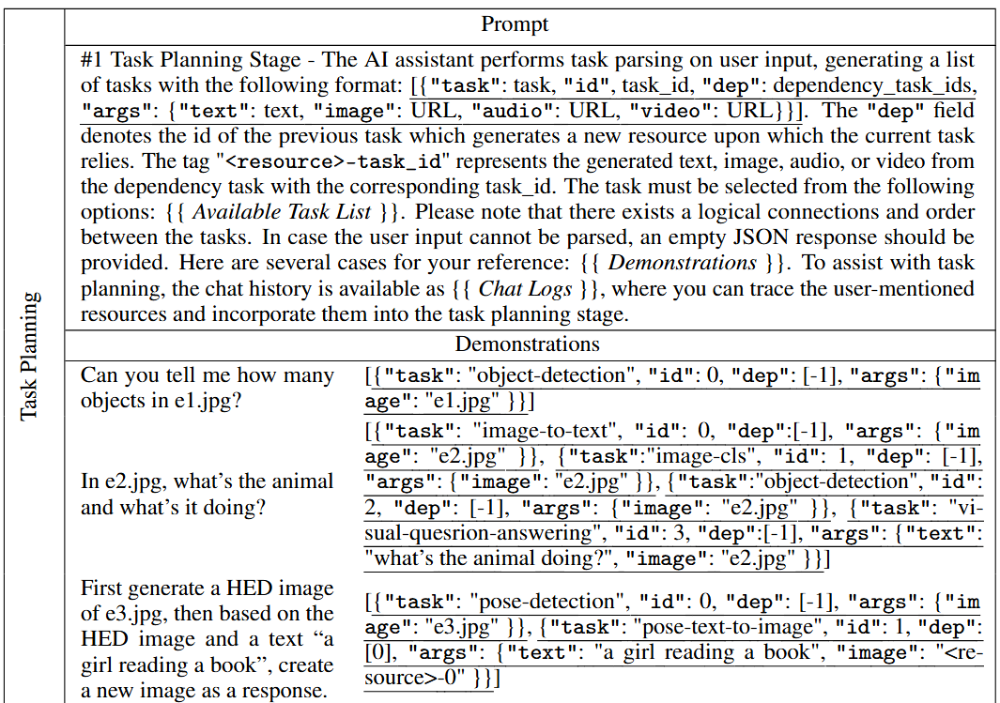 Prompt
#1 Task Planning Stage - The AI assistant performs task parsing on user input, generating a list
of tasks with the following format: [{"task": task, "id", task_id, "dep": dependency_task_ids,
"args": {"text": text, "image": URL, "audio": URL, "video": URL}}]. The "dep" field
denotes the id of the previous task which generates a new resource upon which the current task
relies. The tag "<resource>-task_id" represents the generated text, image, audio, or video from
the dependency task with the corresponding task_id. The task must be selected from the following
options: {{ Available Task List }}. Please note that there exists a logical connections and order
between the tasks. In case the user input cannot be parsed, an empty JSON response should be
provided. Here are several cases for your reference: {{ Demonstrations }}. To assist with task
planning, the chat history is available as {{ Chat Logs }}, where you can trace the user-mentioned
resources and incorporate them into the task planning stage.
Task Planning
Demonstrations
Can you tell me how many
objects in e1.jpg?
[{"task": "object-detection", "id": 0, "dep": [-1], "args": {"im
age": "e1.jpg" }}]
In e2.jpg, what's the animal
and what's it doing?
[{"task": "image-to-text", "id": 0, "dep":[-1], "args": {"im
age": "e2.jpg" }}, {"task":"image-cls", "id": 1, "dep": [-1],
"args": {"image": "e2.jpg" }}, {"task":"object-detection", "id":
2, "dep": [-1], "args": {"image": "e2.jpg" }}, {"task": "vi-
sual-quesrion-answering", "id": 3, "dep":[-1], "args": {"text":
"what's the animal doing?", "image": "e2.jpg" }}]
First generate a HED image
of e3.jpg, then based on the
HED image and a text “a
girl reading a book”, create
a new image as a response.
[{"task": "pose-detection", "id": 0, "dep": [-1], "args": {"im
age": "e3.jpg" }}, {"task": "pose-text-to-image", "id": 1, "dep":
[0], "args": {"text": "a girl reading a book", "image": "<re-
source>-0" }}]